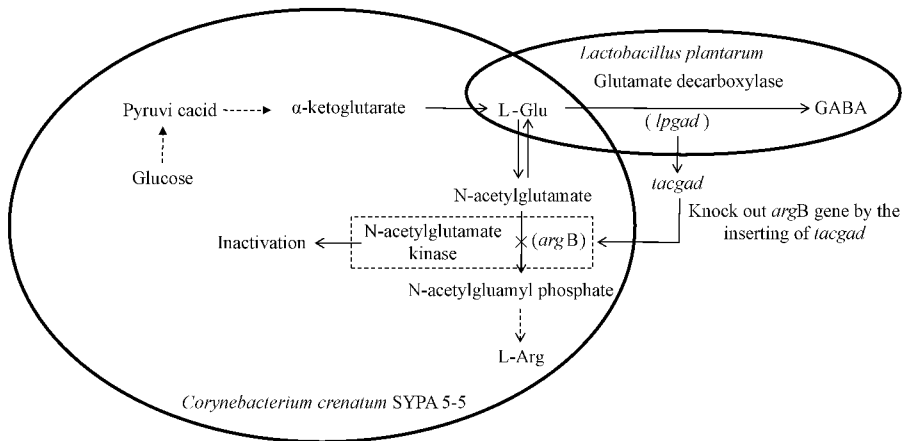 Lactobacillus plantarum
Glutamate decarboxylase
Pyruvi cacid
α-ketoglutarate
L-Glu
GABA
( lpgad )
Glucose
tacgad
N-acetylglutamate
Knock out argB gene by the
inserting of tacgad
Inactivation
N-acetylglutamate
kinase
(argB)
N-acetylgluamyl phosphate
L-Arg
Corynebacterium crenatum SYPA 5-5